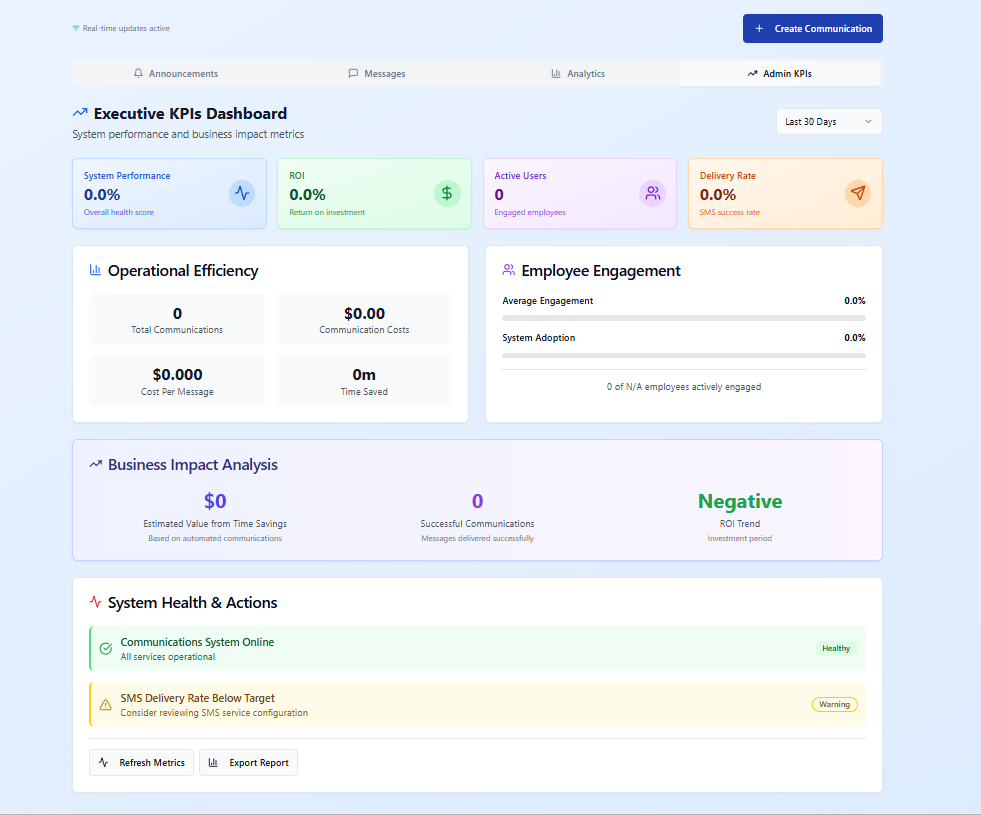 Real-time updates active
Create Communication
Announcements
Messages
Analytics
Admin KPIs
Executive KPIs Dashboard
System performance and business impact metrics
Last 30 Days
System Performance
0.0%
Overall health score
ROI
0.0%
Return on investment
Active Users
0
Engaged employees
Delivery Rate
0.0%
SMS success rate
Operational Efficiency
0
Total Communications
$0.00
Communication Costs
$0.000
Cost Per Message
0m
Time Saved
Employee Engagement
Average Engagement 0.0%
System Adoption 0.0%
0 of N/A employees actively engaged
Business Impact Analysis
$0
Estimated Value from Time Savings
Based on automated communications
0
Successful Communications
Messages delivered successfully
Negative
ROI Trend
Investment period
System Health & Actions
Communications System Online
All services operational
Healthy
SMS Delivery Rate Below Target
Consider reviewing SMS service configuration
Warning
Refresh Metrics
Export Report